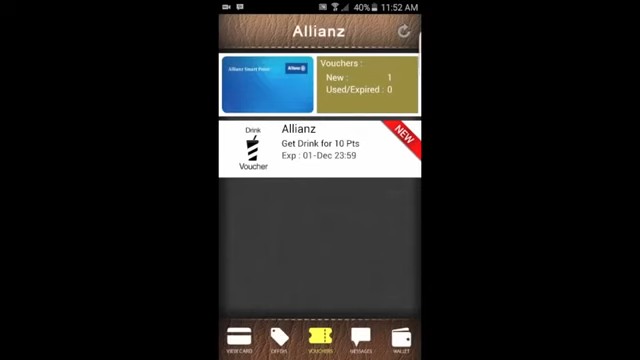 40% 11:52 AM
Allianz
Allianz Smart Point
Allianz
Vouchers :
New : 1
Used/Expired : 0
Drink
Voucher
Allianz
Get Drink for 10 Pts
Exp : 01-Dec 23:59
NEW
VIEW CARD
OFFERS
VOUCHERS
MESSAGES
WALLET